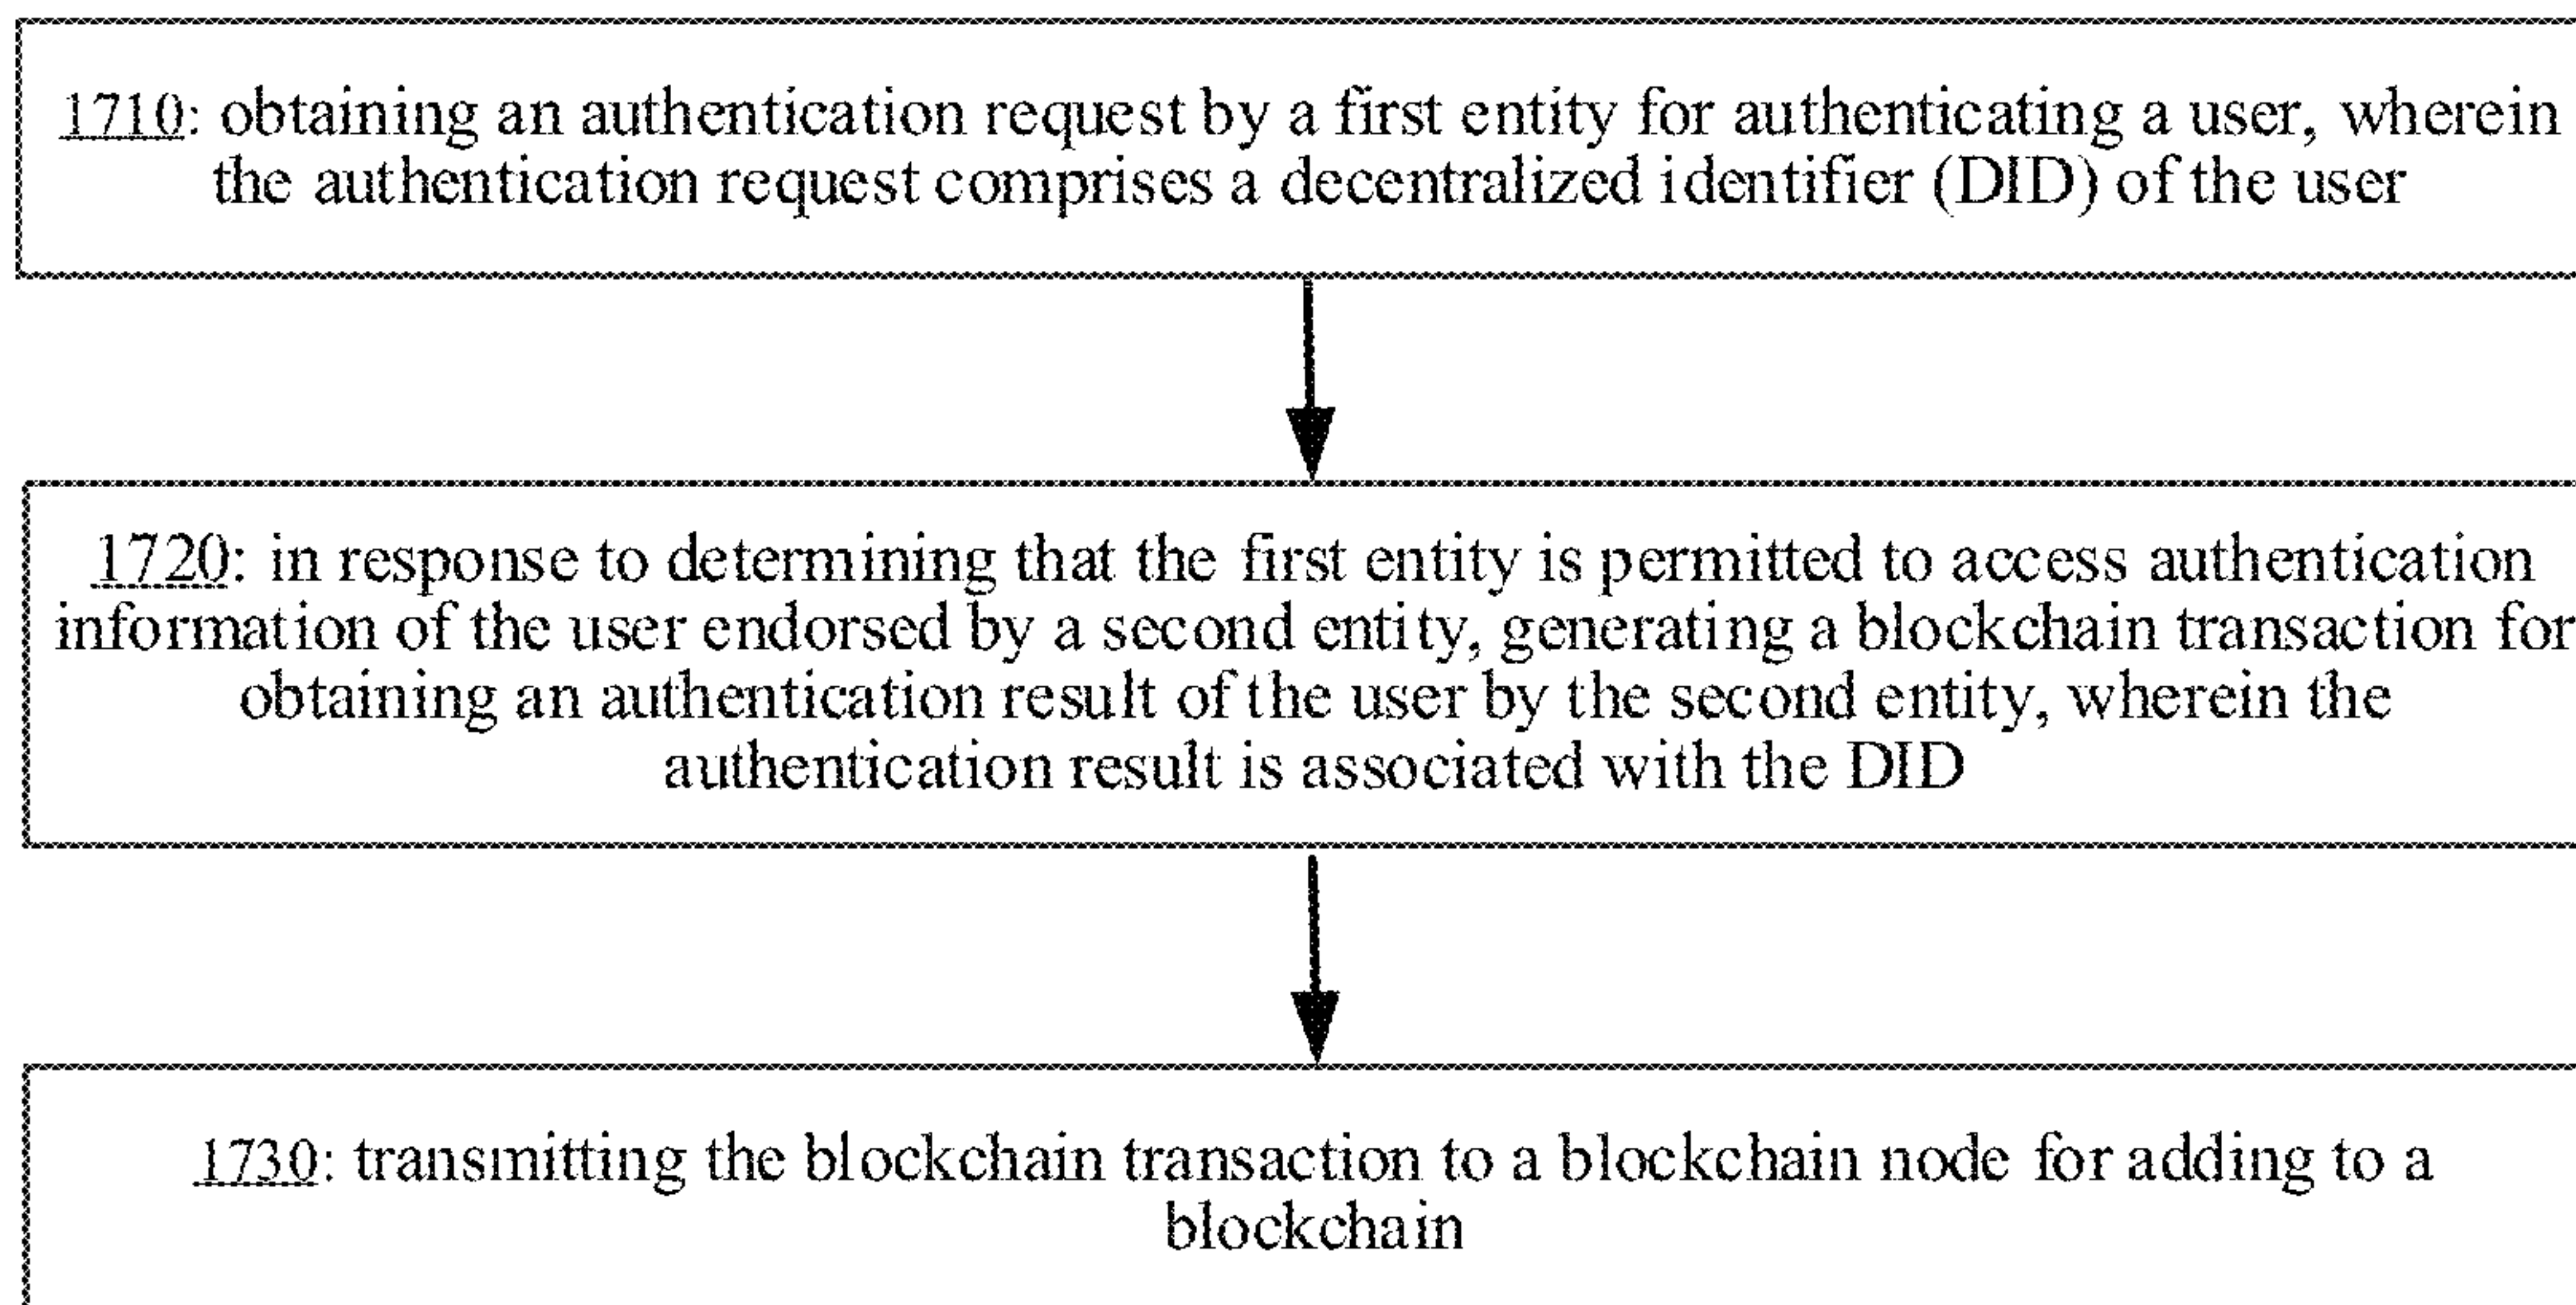 1710: obtaining an authentication request by a first entity for authenticating a user, wherein
the authentication request comprises a decentralized identifier (DID) of the user
1720: in response to determining that the first entity is permitted to access authentication
information of the user endorsed by a second entity, generating a blockchain transaction for
obtaining an authentication result of the user by the second entity, wherein the
authentication result is associated with the DID
1730: transmitting the blockchain transaction to a blockchain node for adding to a
blockchain